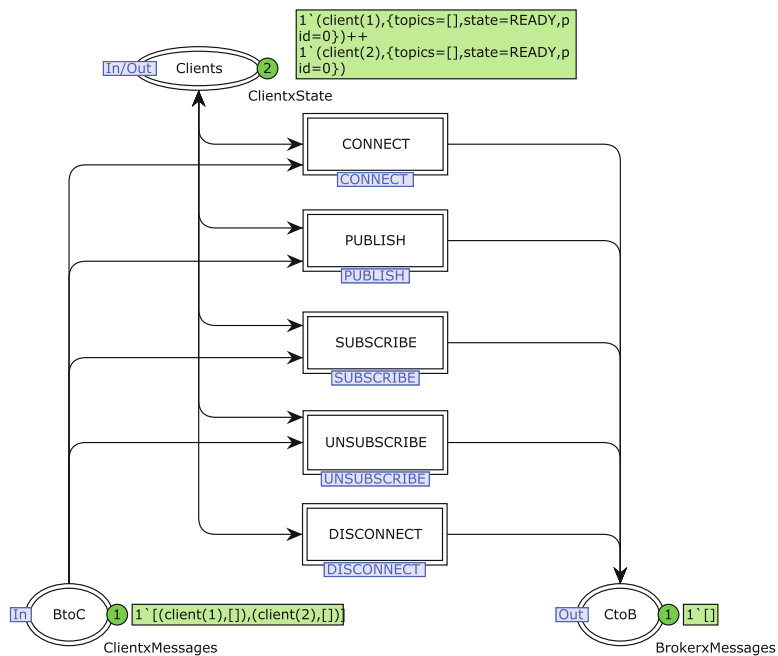 1`(client(1),{topics=[],state=READY,p
id=0})++
1`(client(2),{topics=[],state=READY,p
id=0})
In/Out
Clients
2
ClientxState
CONNECT
CONNECT
PUBLISH
PUBLISH
SUBSCRIBE
SUBSCRIBE
UNSUBSCRIBE
UNSUBSCRIBE
DISCONNECT
DISCONNECT
In
BtoC
1
1`[(client(1),[]),(client(2),[])]
ClientxMessages
Out
CtoB
1
1`[]
BrokerxMessages